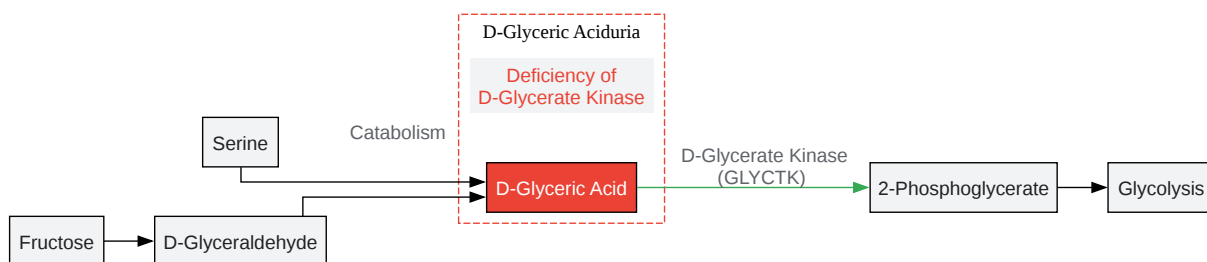 D-Glyceric Aciduria
Deficiency of
D-Glycerate Kinase
Catabolism
Serine
D-Glycerate Kinase
(GLYCTK)
D-Glyceric Acid
2-Phosphoglycerate
Glycolysis
Fructose
D-Glyceraldehyde